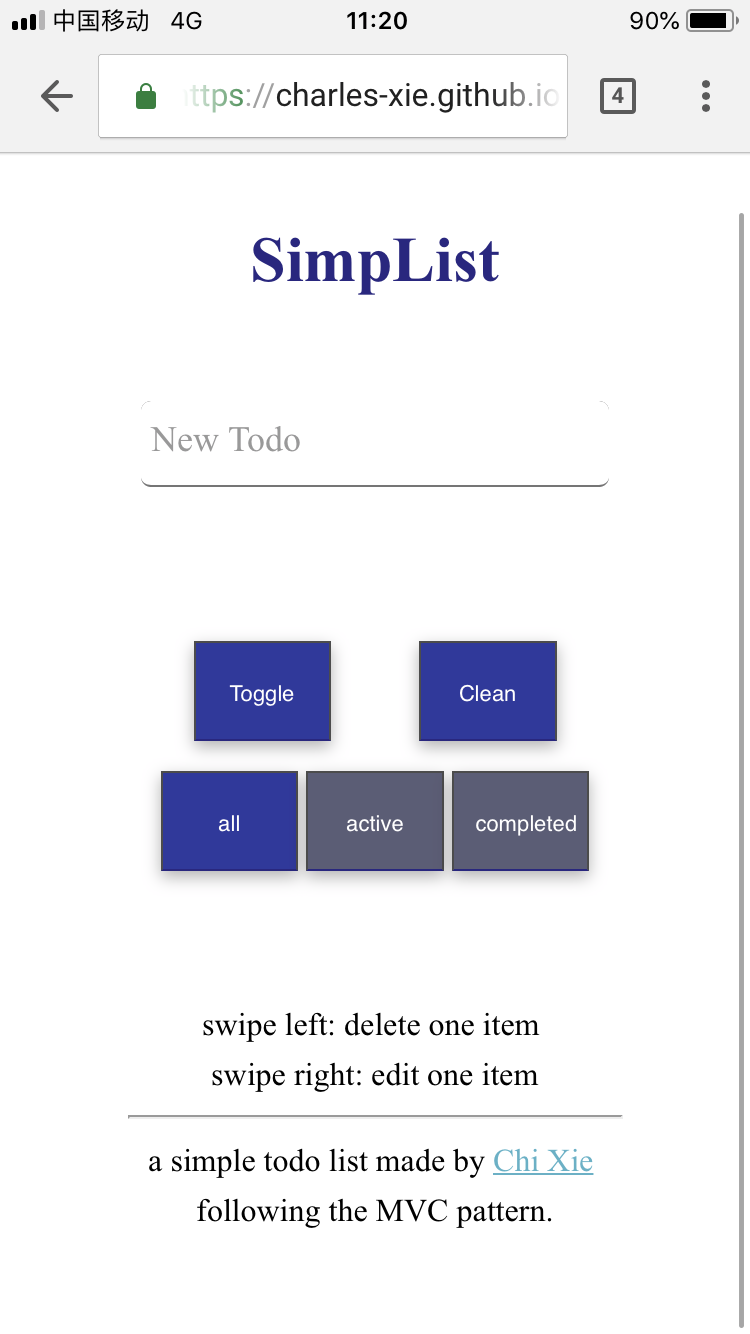 中国移动 4G 11:20 90%
ttps://charles-xie.github.io 4
SimpList
New Todo
Toggle Clean
all active completed
swipe left: delete one item
swipe right: edit one item
a simple todo list made by Chi Xie
following the MVC pattern.